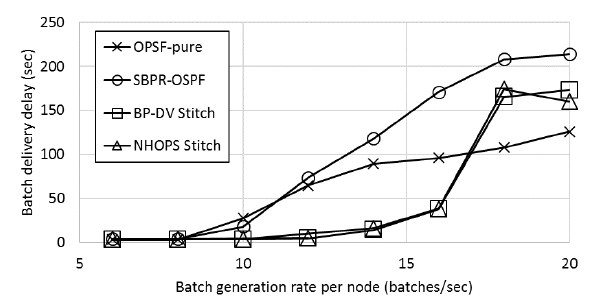 250
200
150
100
50
0
Batch delivery delay (sec)
OPSF-pure
SBPR-OSPF
BP-DV Stitch
NHOPS Stitch
5 10 15 20
Batch generation rate per node (batches/sec)